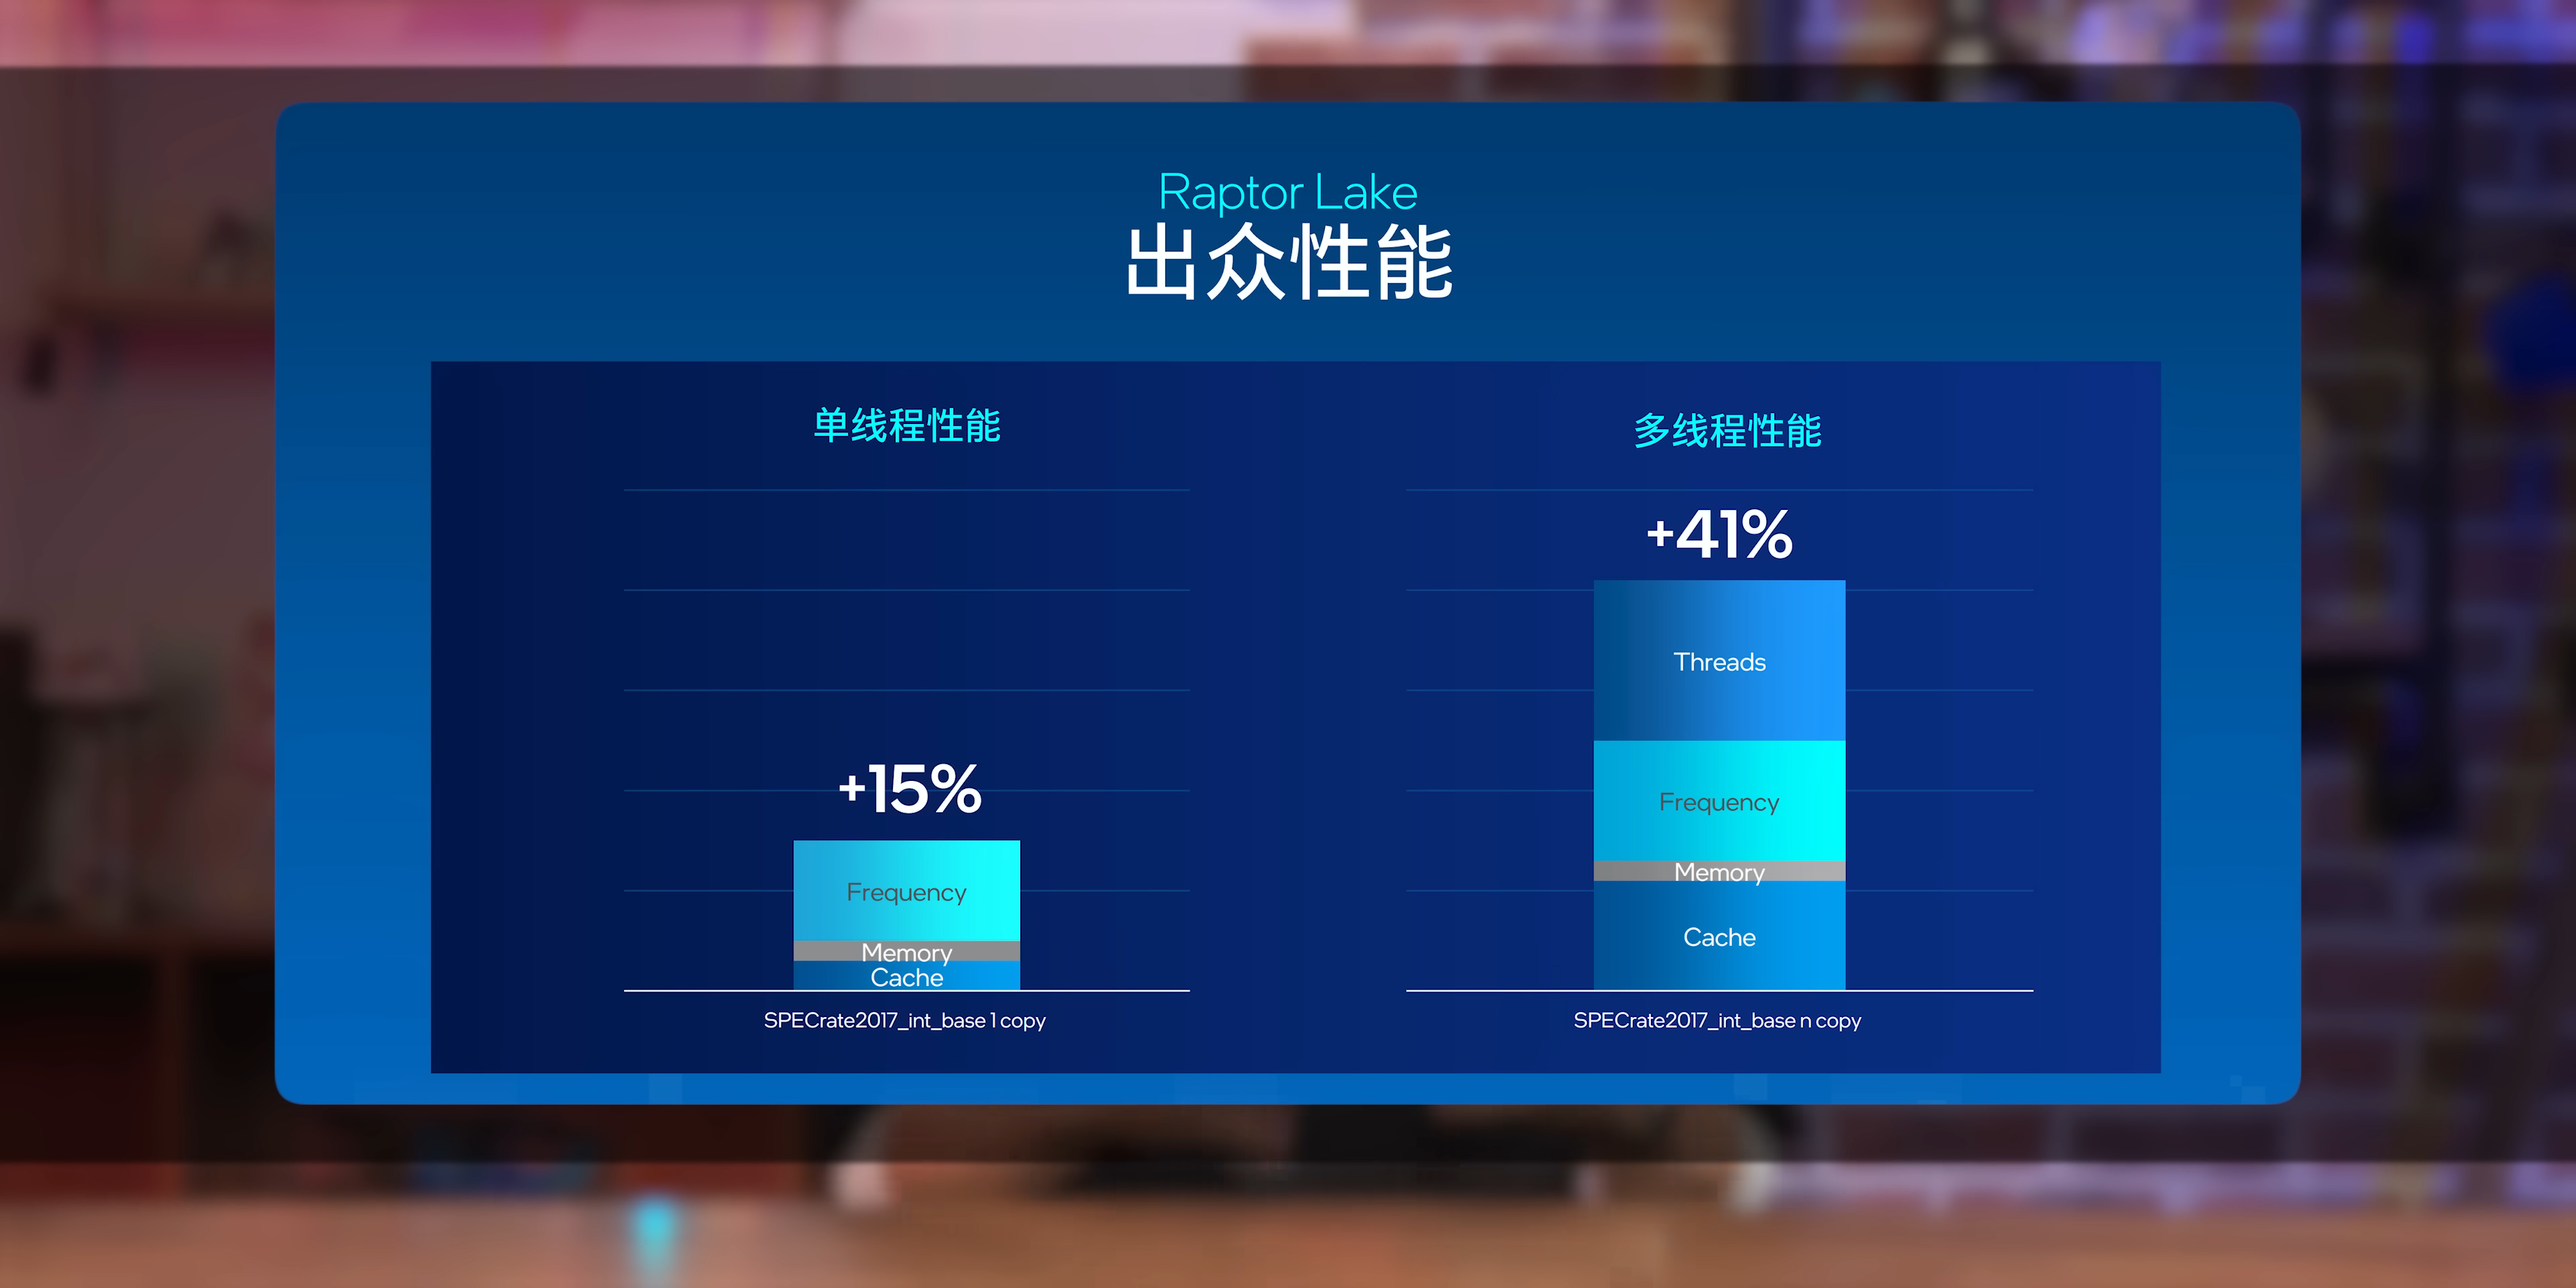 Raptor Lake
出众性能
单线程性能
+15%
Frequency
Memory
Cache
SPECrate2017_int_base 1 copy
多线程性能
+41%
Threads
Frequency
Memory
Cache
SPECrate2017_int_base n copy